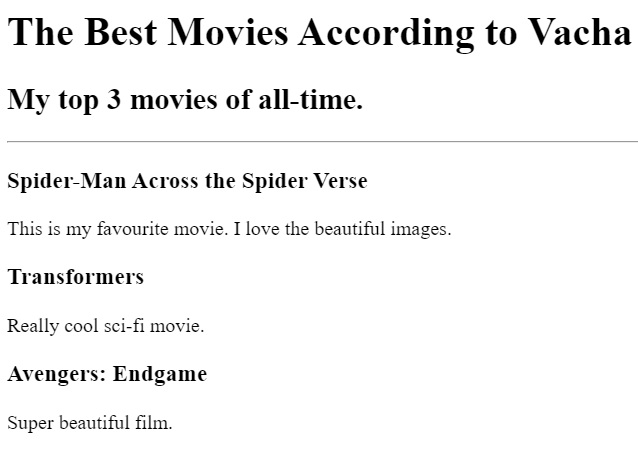 The Best Movies According to Vacha
My top 3 movies of all-time.
Spider-Man Across the Spider Verse
This is my favourite movie. I love the beautiful images.
Transformers
Really cool sci-fi movie.
Avengers: Endgame
Super beautiful film.